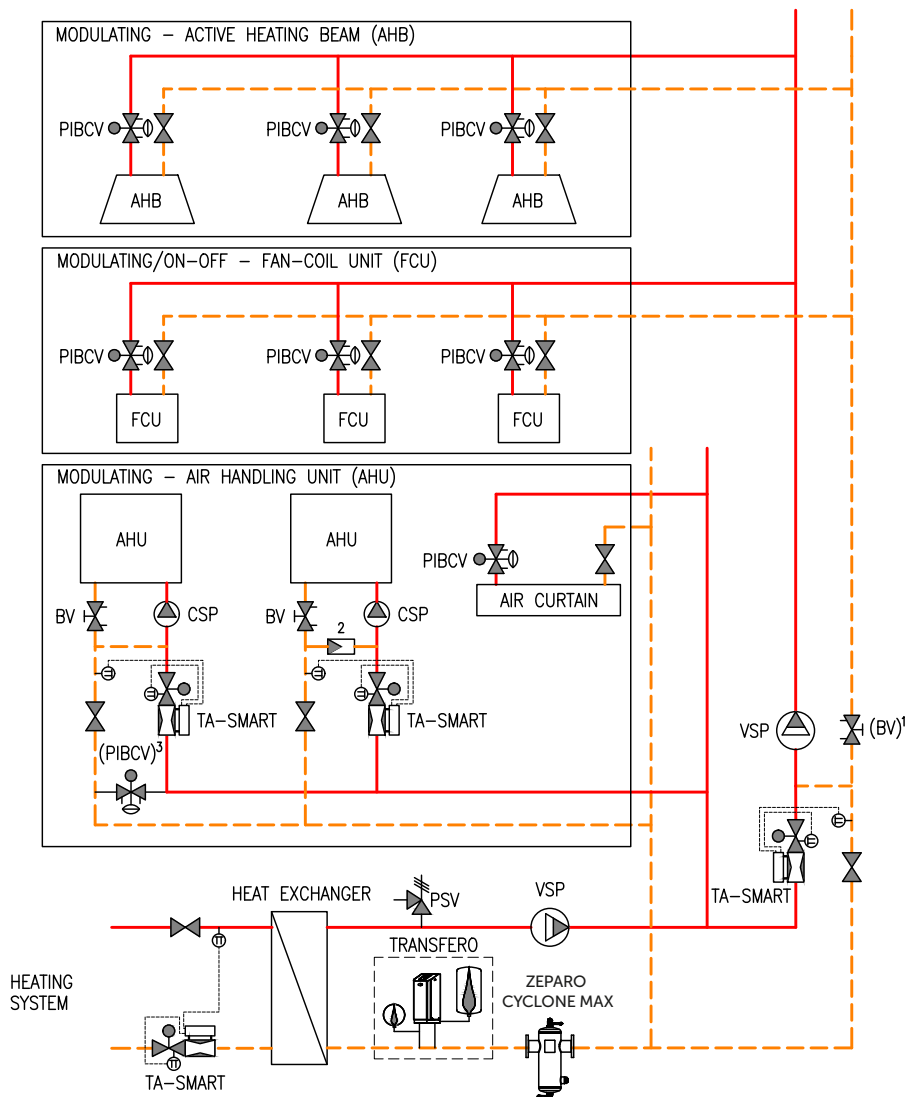 MODULATING – ACTIVE HEATING BEAM (AHB)
PIBCV
PIBCV
PIBCV
AHB
AHB
AHB
MODULATING/ON-OFF – FAN-COIL UNIT (FCU)
PIBCV
PIBCV
PIBCV
FCU
FCU
FCU
MODULATING – AIR HANDLING UNIT (AHU)
AHU
AHU
PIBCV
AIR CURTAIN
BV
CSP
2
CSP
TA-SMART
TA-SMART
(PIBCV)³
VSP
(BV)¹
TA-SMART
HEAT EXCHANGER
PSV
VSP
TRANSFERO
HEATING
SYSTEM
ZEPARO
CYCLONE MAX
TA-SMART